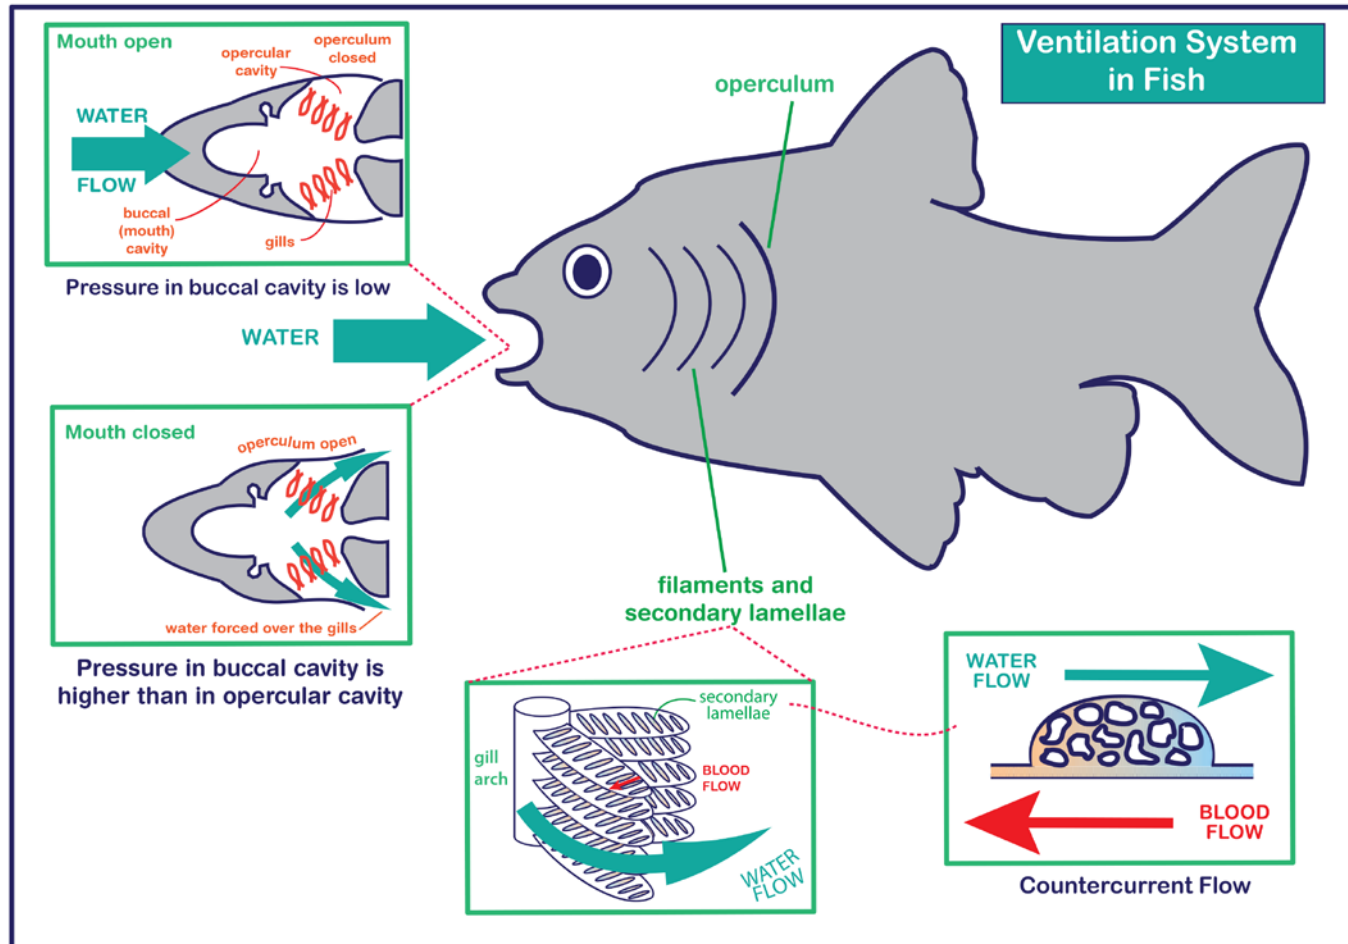 Ventilation System
in Fish
Mouth open
opercular
cavity
operculum
closed
WATER
FLOW
buccal
(mouth)
cavity
gills
Pressure in buccal cavity is low
WATER
operculum
Mouth closed
operculum open
water forced over the gills
Pressure in buccal cavity is
higher than in opercular cavity
filaments and
secondary lamellae
secondary
lamellae
gill
arch
BLOOD
FLOW
WATER
FLOW
WATER
FLOW
BLOOD
FLOW
Countercurrent Flow